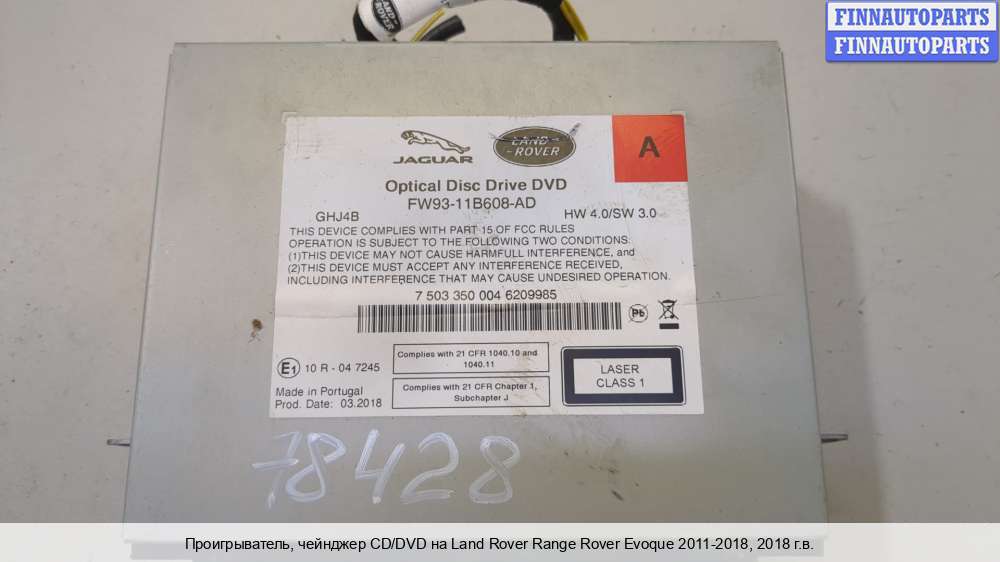 LAND
ROVER
FINNAUTOPARTS
FINNAUTOPARTS
JAGUAR
LAND
-ROVER-
A
Optical Disc Drive DVD
FW93-11B608-AD
GHJ4B
HW 4.0/SW 3.0
THIS DEVICE COMPLIES WITH PART 15 OF FCC RULES
OPERATION IS SUBJECT TO THE FOLLOWING TWO CONDITIONS:
(1)THIS DEVICE MAY NOT CAUSE HARMFULL INTERFERENCE, and
(2)THIS DEVICE MUST ACCEPT ANY INTERFERENCE RECEIVED,
INCLUDING INTERFERENCE THAT MAY CAUSE UNDESIRED OPERATION.
7 503 350 004 6209985
Pb
E1 10 R - 04 7245
Complies with 21 CFR 1040.10 and
1040.11
LASER
CLASS 1
Made in Portugal
Prod. Date: 03.2018
Complies with 21 CFR Chapter 1,
Subchapter J
78428
Проигрыватель, чейнджер CD/DVD на Land Rover Range Rover Evoque 2011-2018, 2018 г.в.